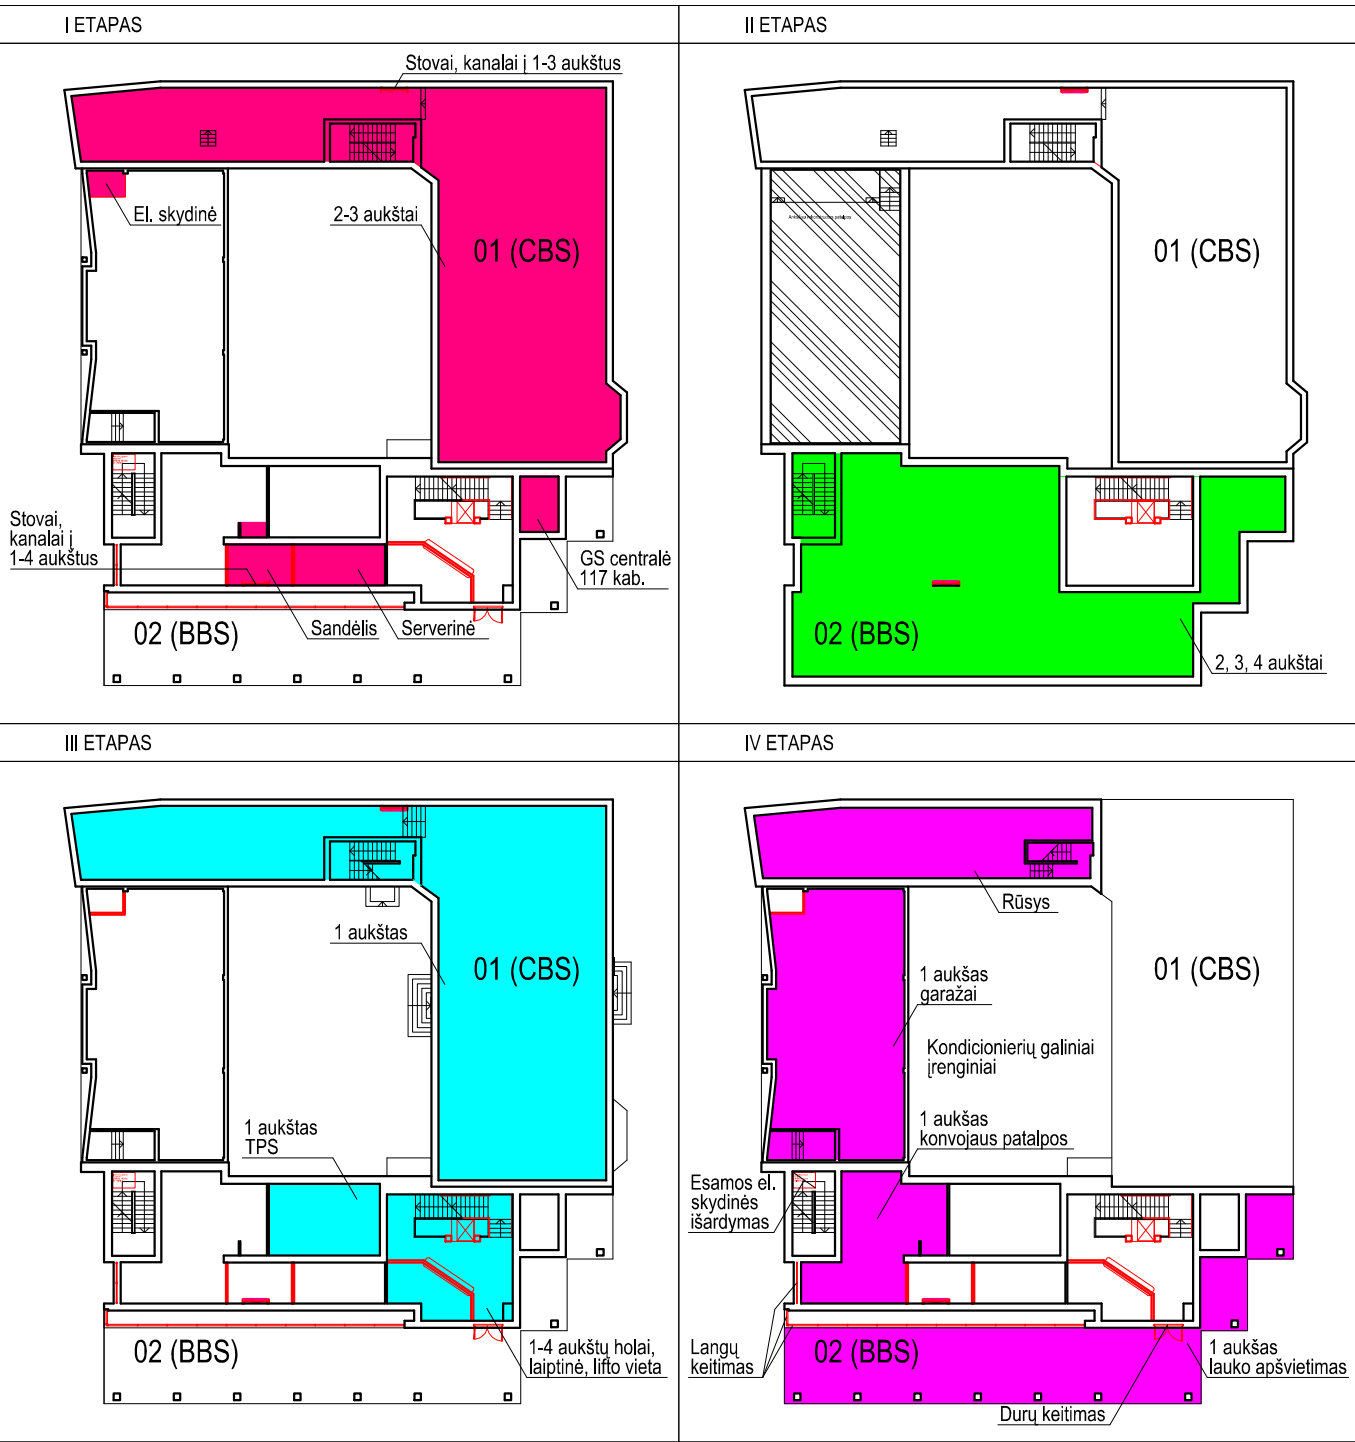 I ETAPAS
Stovai, kanalai į 1-3 aukštus
El. skydinė
2-3 aukštai
01 (CBS)
Stovai,
kanalai į
1-4 aukštus
GS centralė
117 kab.
Sandėlis
Serverinė
02 (BBS)
II ETAPAS
01 (CBS)
02 (BBS)
2, 3, 4 aukštai
III ETAPAS
1 aukštas
01 (CBS)
1 aukštas
TPS
02 (BBS)
1-4 aukštų holai,
laiptinė, lifto vieta
IV ETAPAS
Rūsys
01 (CBS)
1 aukšas
garažai
Kondicionierių galiniai
įrenginiai
1 aukšas
konvojaus patalpos
Esamos el.
skydinės
išardymas
Langų
keitimas
02 (BBS)
1 aukšas
lauko apšvietimas
Durų keitimas